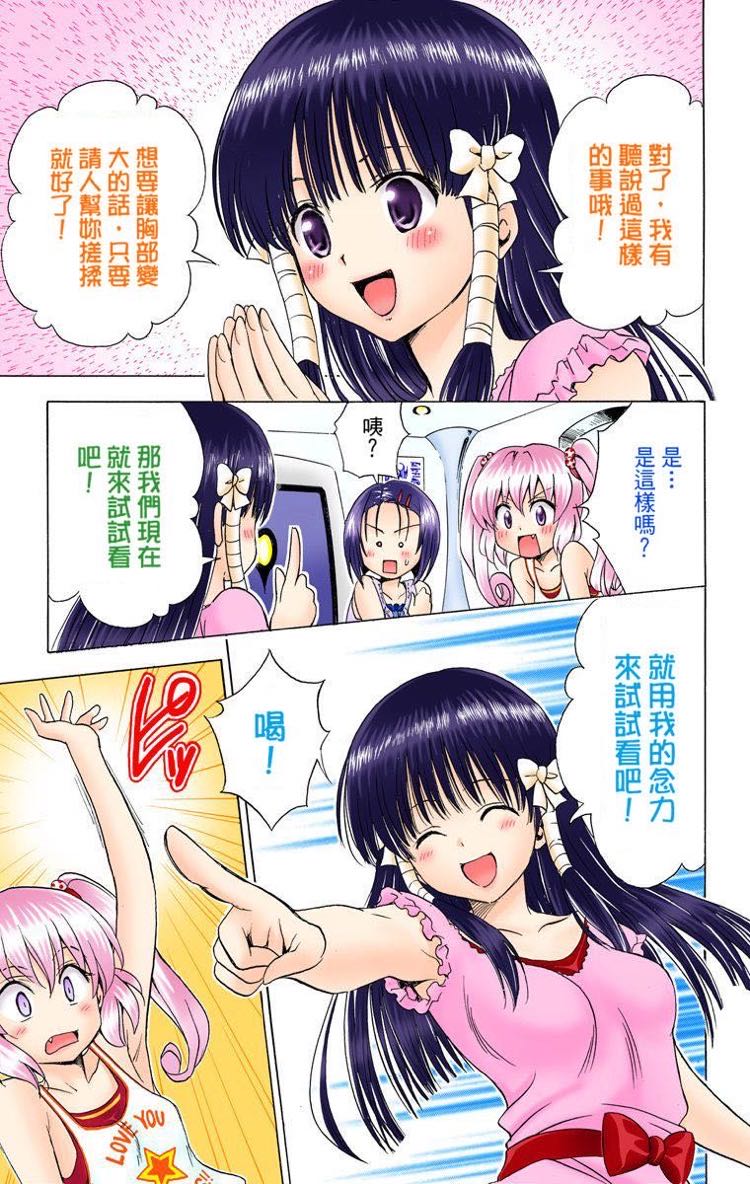 對了，我有
聽說過這樣
的事哦！
想要讓胸部變
大的話，只要
請人幫妳搓揉
就好了！
是…
是這樣嗎？
咦？
那我們現在
就來試試看
吧！
就用我的念力
來試試看吧！
喝！
ピピッ
LOVE YOU